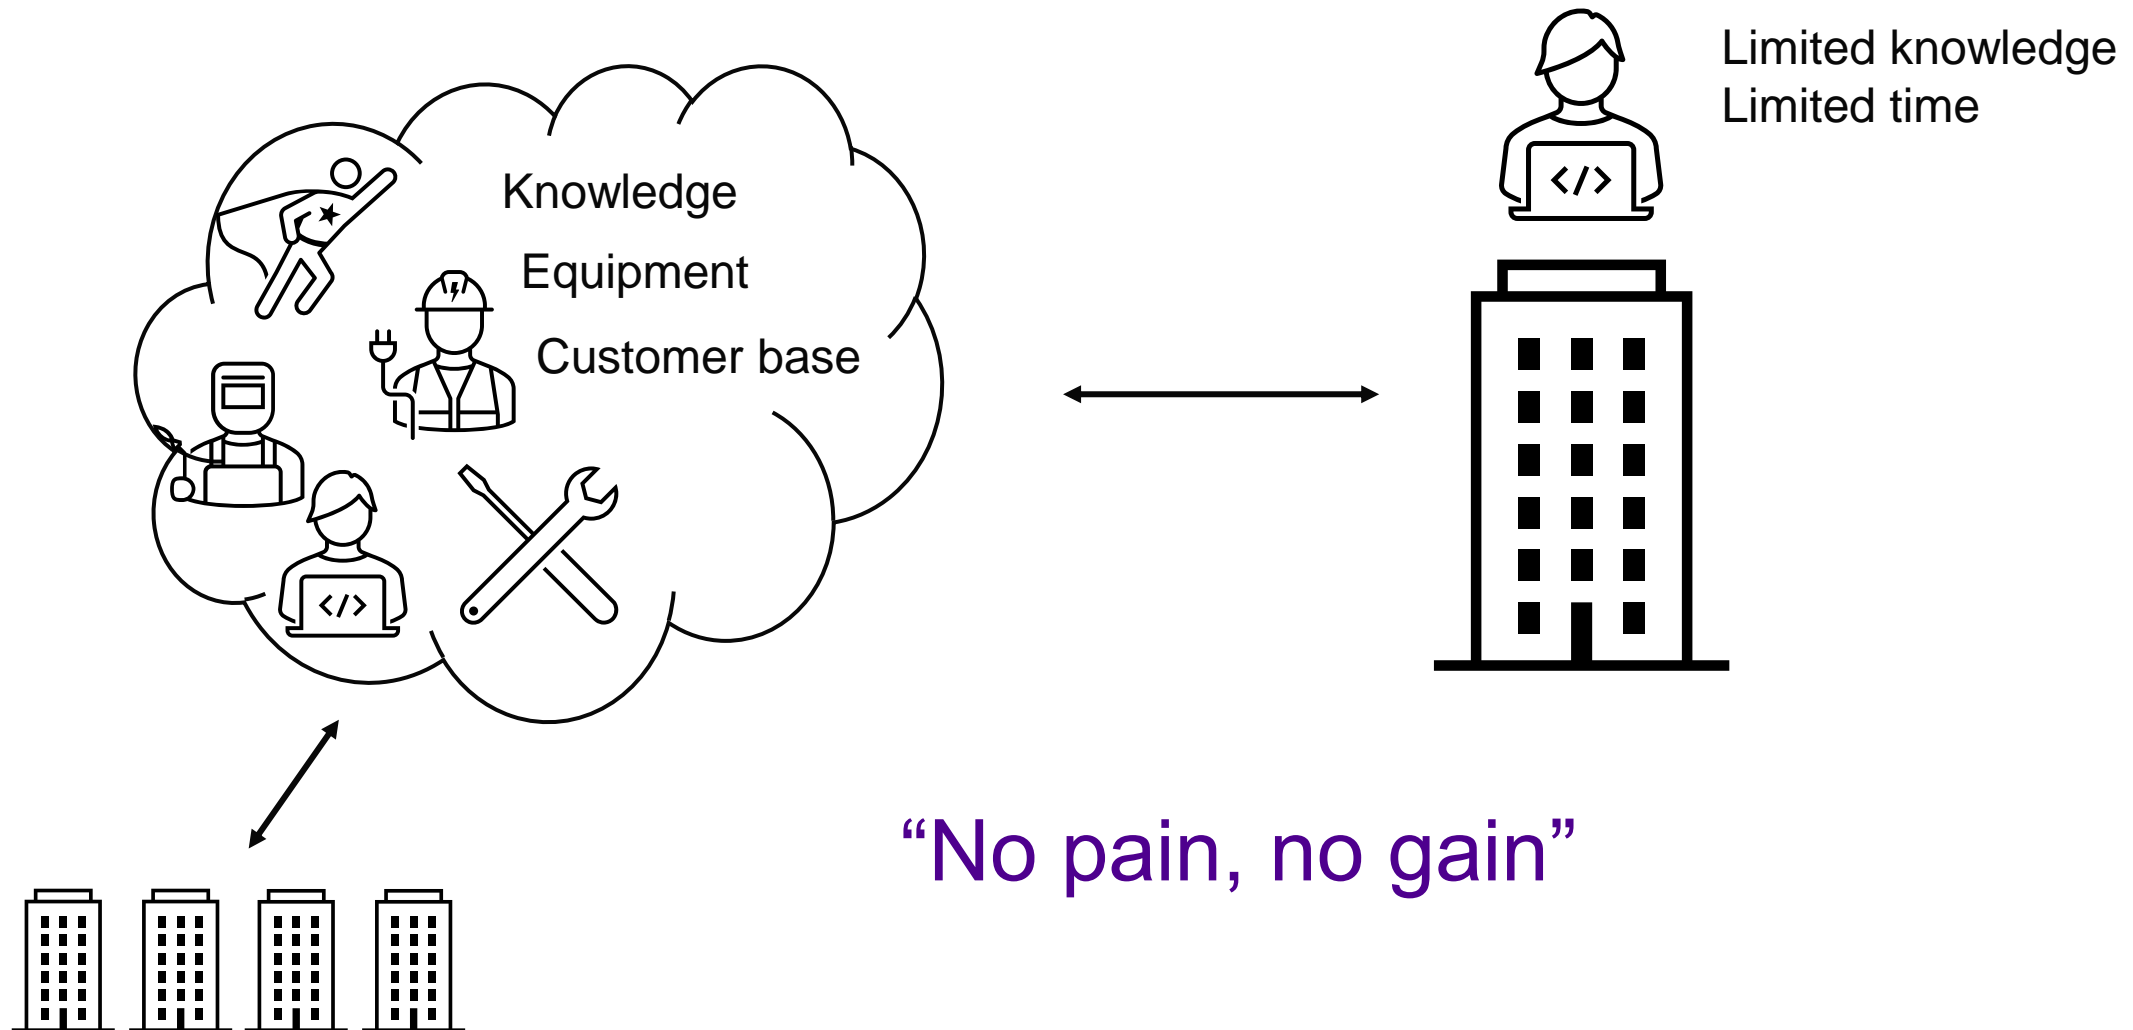 Limited knowledge
Limited time
Knowledge
Equipment
Customer base
</>
</>
“No pain, no gain”